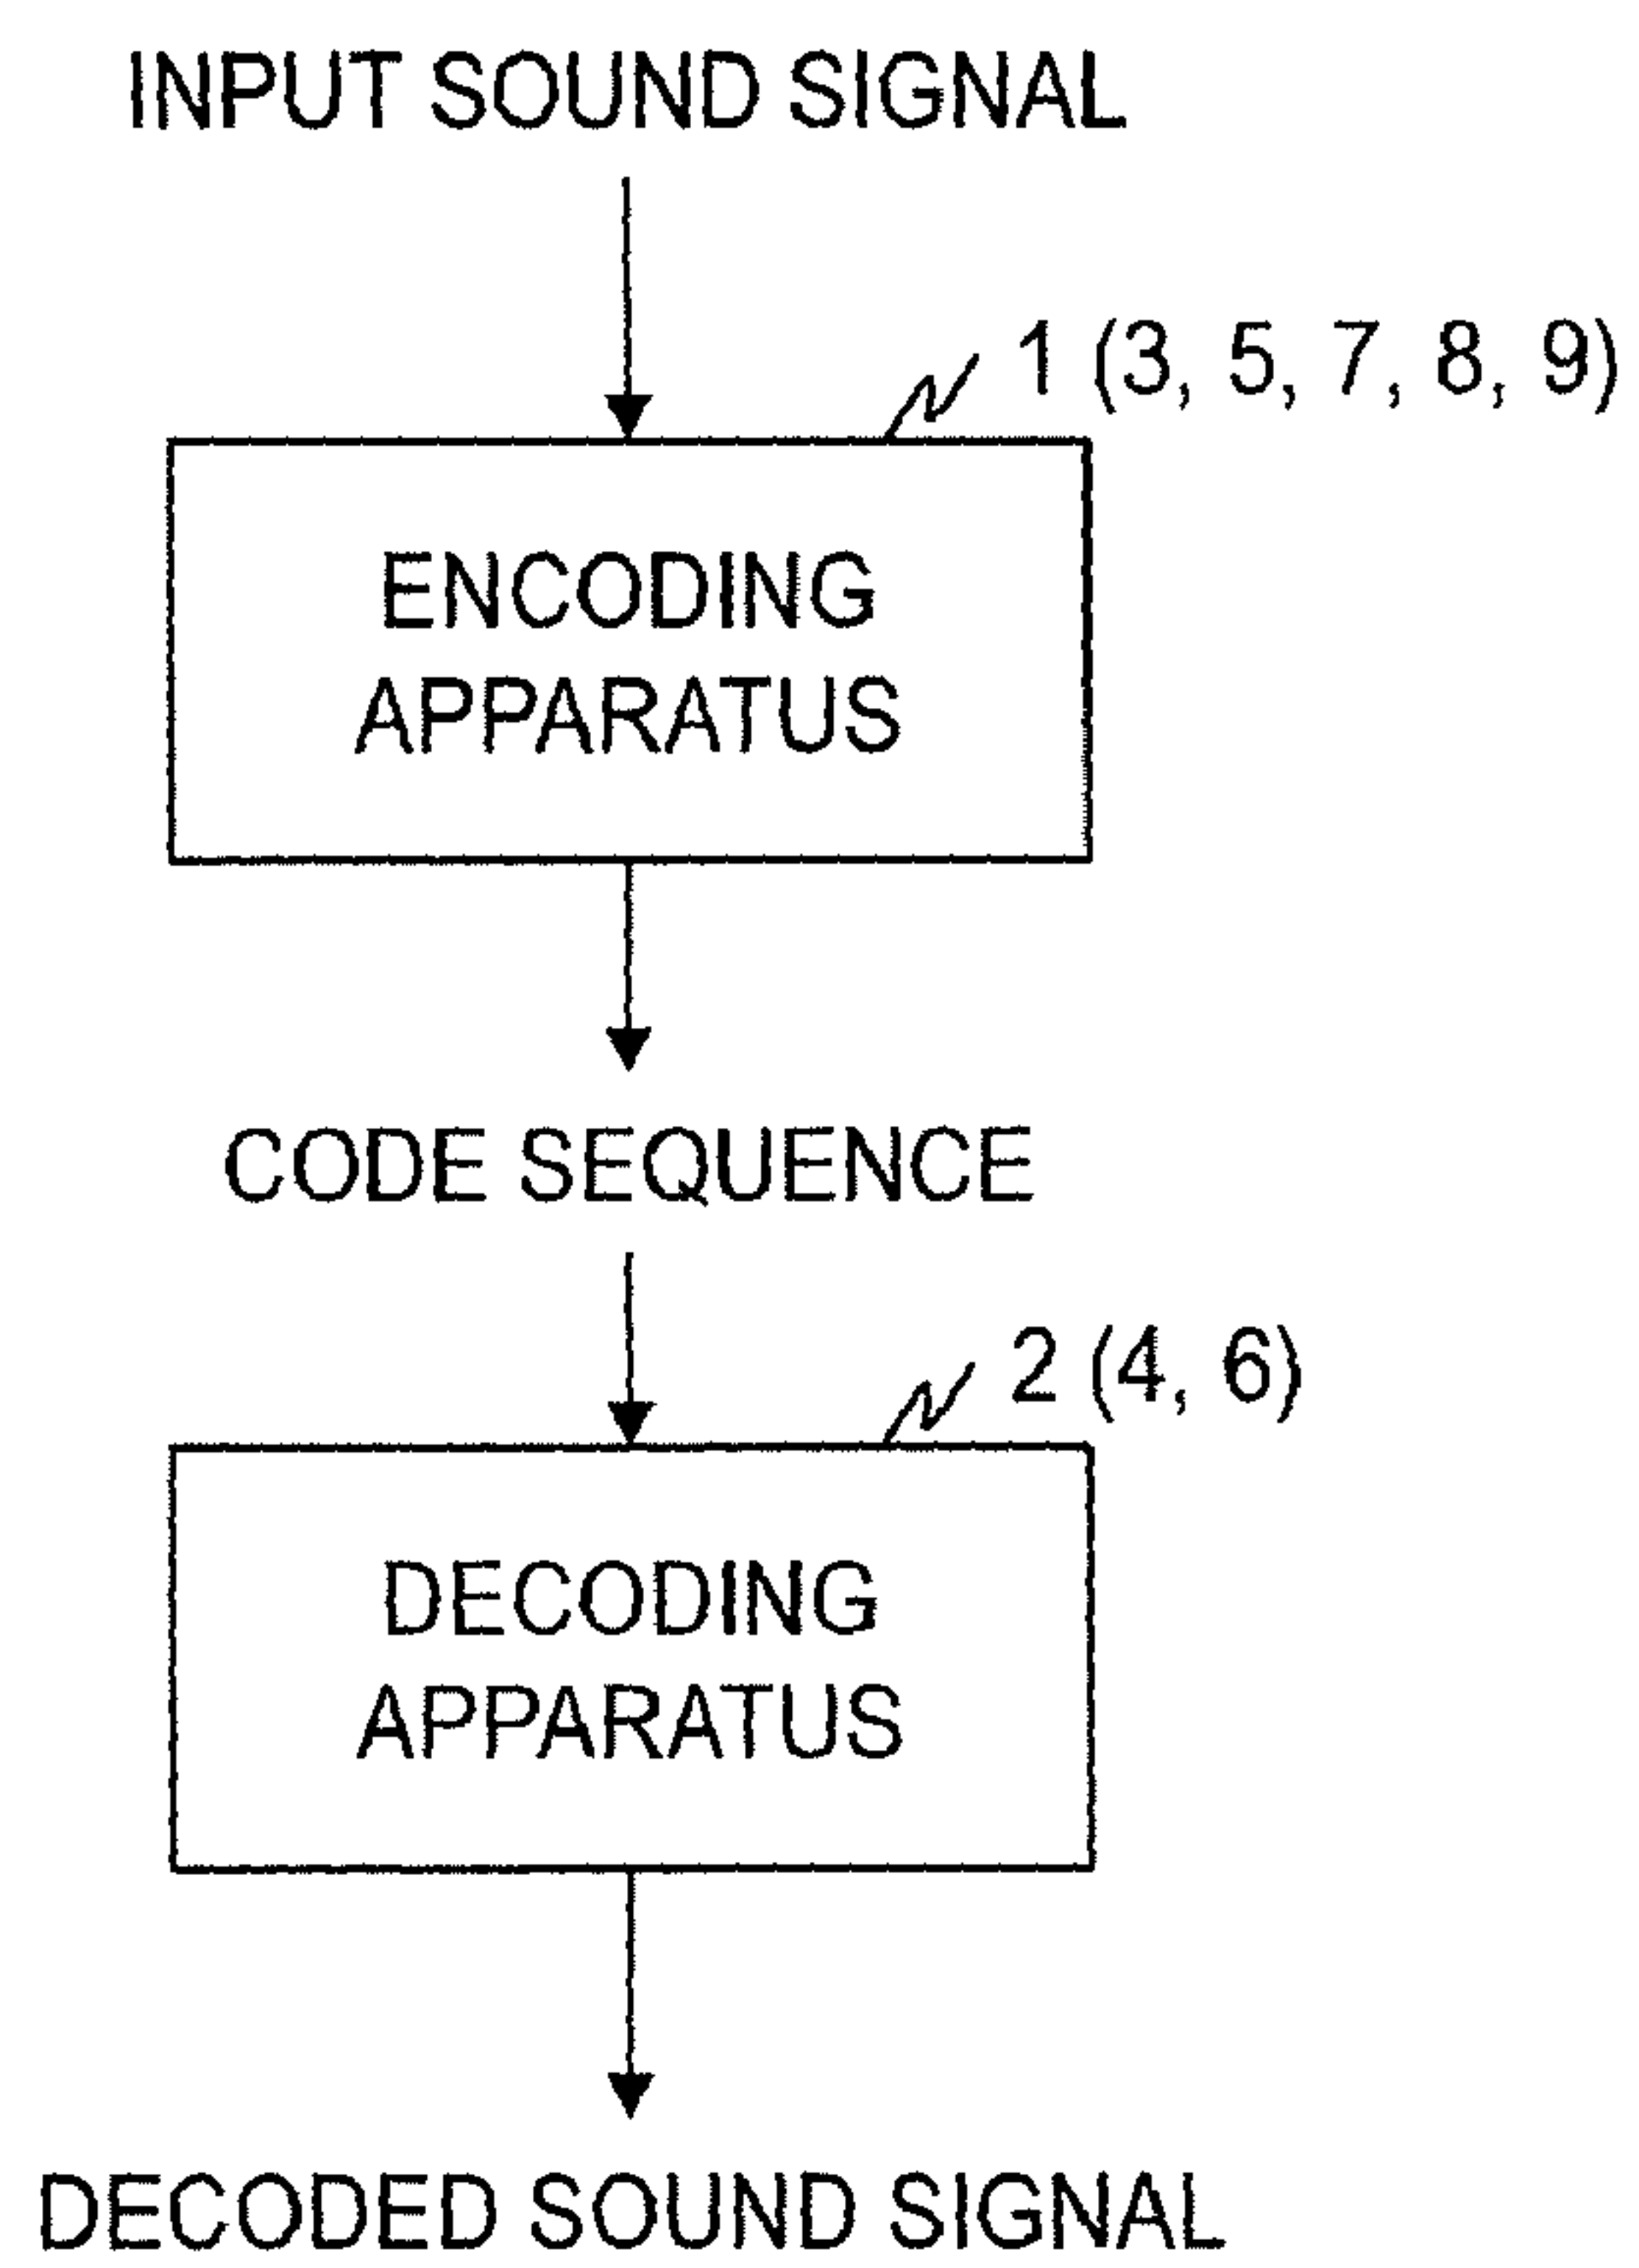 INPUT SOUND SIGNAL
1 (3, 5, 7, 8, 9)
ENCODING
APPARATUS
CODE SEQUENCE
2 (4, 6)
DECODING
APPARATUS
DECODED SOUND SIGNAL